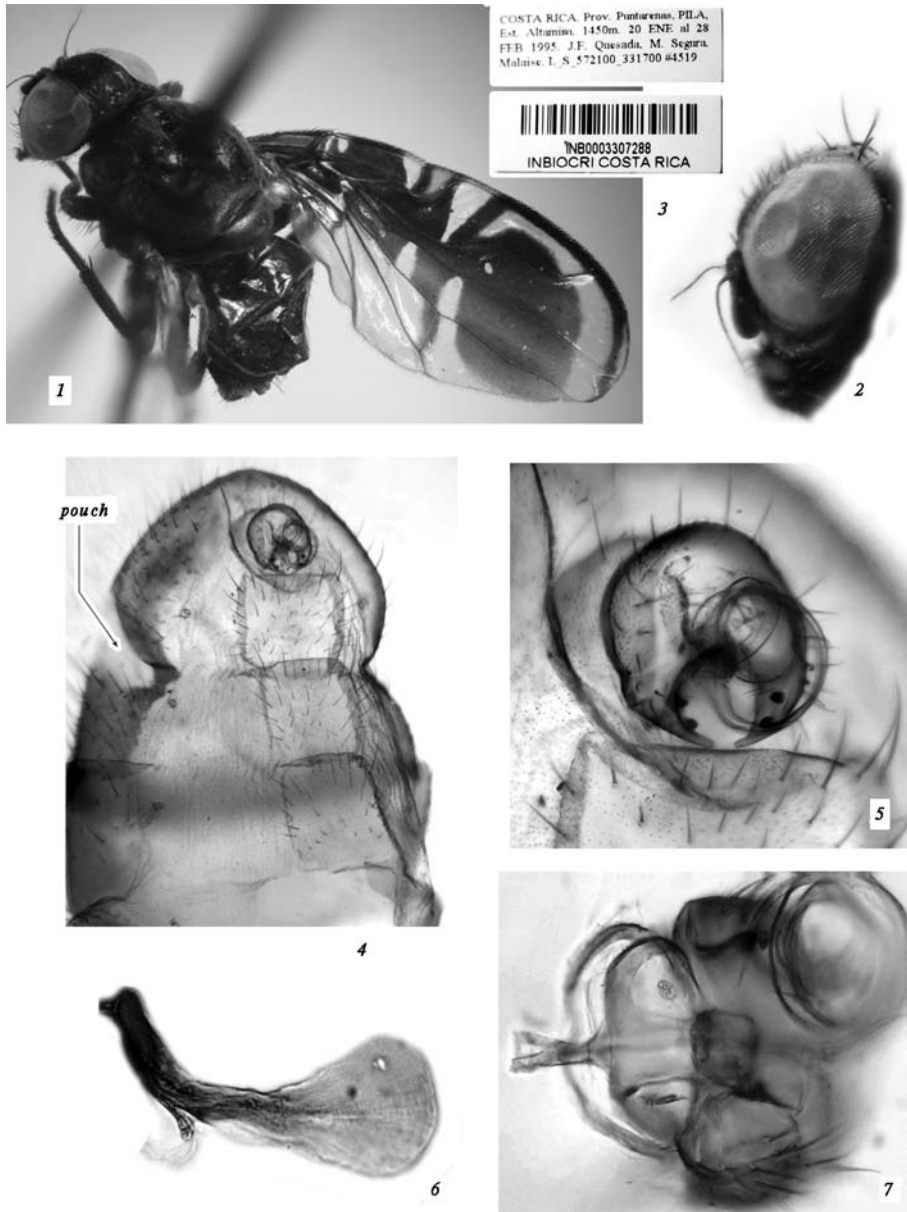 COSTA RICA. Prov. Puntarenas, PILA,
Est. Altamira. 1450m. 20 ENE al 28
FEB 1995. J.F. Quesada, M. Segura.
Malaise. L_S_572100_331700 #4519
INB0003307288
INBIOCRI COSTA RICA
3
1
2
pouch
5
4
6
7